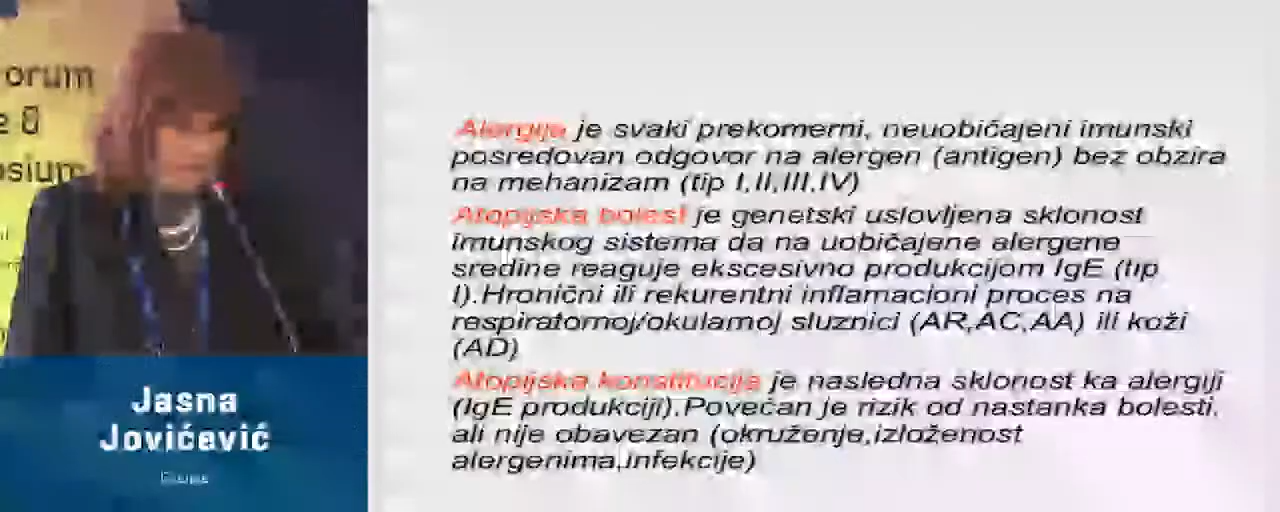 orum
e 8
osium
Jasna
Jovićević
Alergija je svaki prekomerni, neuobičajeni imunski
posredovan odgovor na alergen (antigen) bez obzira
na mehanizam (tip I,II,III,IV)
Atopijska bolest je genetski uslovljena sklonost
imunskog sistema da na uobičajene alergene
sredine reaguje ekscesivno produkcijom IgE (tip
I).Hronični ili rekurentni inflamacioni proces na
respiratornoj/okularnoj sluznici (AR,AC,AA) ili koži
(AD)
Atopijska konstitucija je nasledna sklonost ka alergiji
(IgE produkciji).Povećan je rizik od nastanka bolesti,
ali nije obavezan (okruženje,izloženost
alergenima,infekcije)